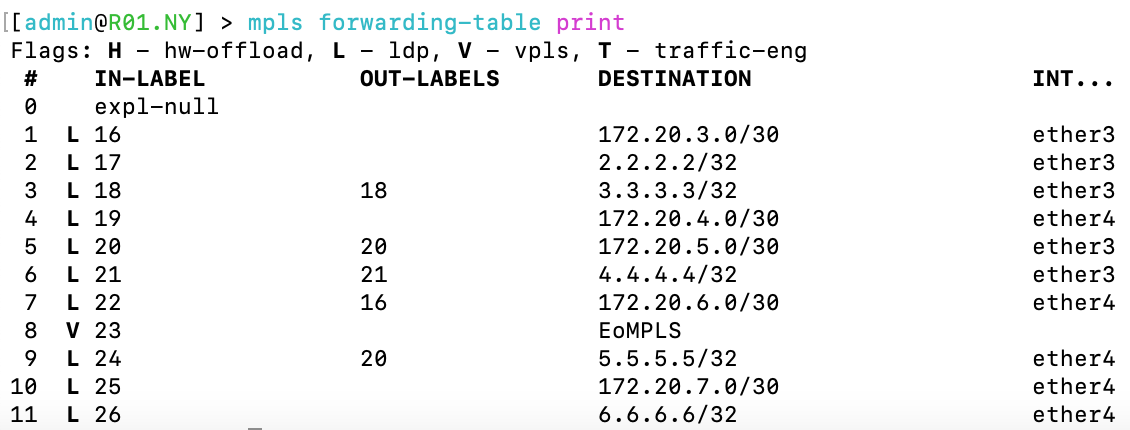 [[admin@R01.NY] > mpls forwarding-table print
Flags: H - hw-offload, L - ldp, V - vpls, T - traffic-eng
#    IN-LABEL    OUT-LABELS    DESTINATION    INT...
0    expl-null
1  L 16    172.20.3.0/30    ether3
2  L 17    2.2.2.2/32    ether3
3  L 18    18    3.3.3.3/32    ether3
4  L 19    172.20.4.0/30    ether4
5  L 20    20    172.20.5.0/30    ether3
6  L 21    21    4.4.4.4/32    ether3
7  L 22    16    172.20.6.0/30    ether4
8  V 23    EoMPLS
9  L 24    20    5.5.5.5/32    ether4
10  L 25    172.20.7.0/30    ether4
11  L 26    6.6.6.6/32    ether4